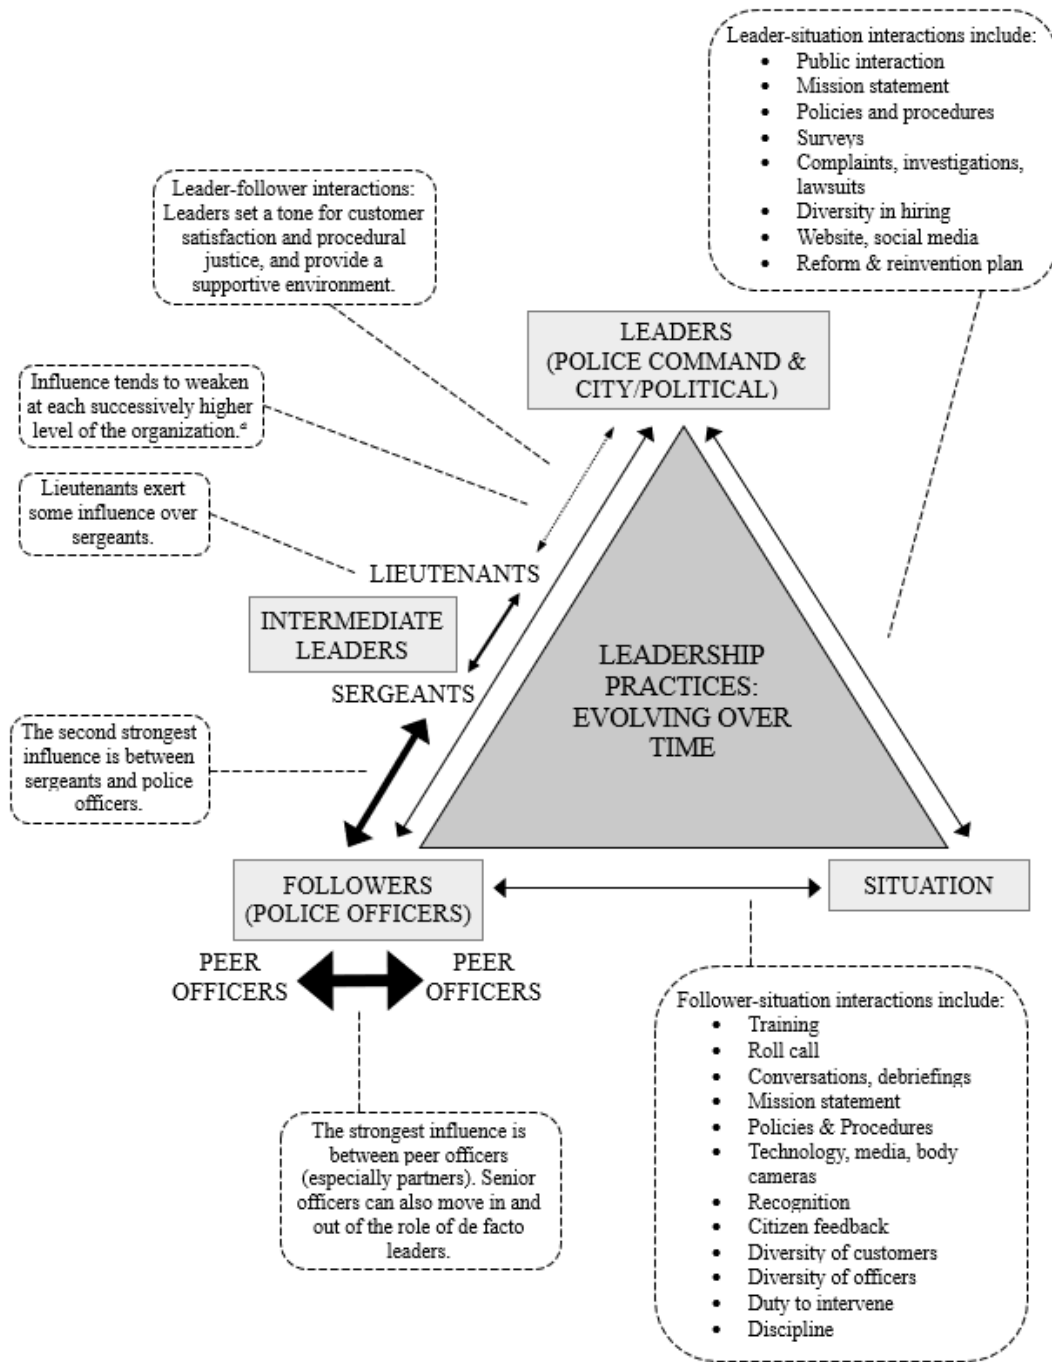 Leader-situation interactions include:
• Public interaction
• Mission statement
• Policies and procedures
• Surveys
• Complaints, investigations,
lawsuits
• Diversity in hiring
• Website, social media
• Reform & reinvention plan
Leader-follower interactions:
Leaders set a tone for customer
satisfaction and procedural
justice, and provide a
supportive environment.
LEADERS
(POLICE COMMAND &
CITY/POLITICAL)
Influence tends to weaken
at each successively higher
level of the organization.ᵃ
Lieutenants exert
some influence over
sergeants.
LIEUTENANTS
INTERMEDIATE
LEADERS
SERGEANTS
LEADERSHIP
PRACTICES:
EVOLVING OVER
TIME
The second strongest
influence is between
sergeants and police
officers.
FOLLOWERS
(POLICE OFFICERS)
SITUATION
PEER
OFFICERS
PEER
OFFICERS
The strongest influence is
between peer officers
(especially partners). Senior
officers can also move in and
out of the role of de facto
leaders.
Follower-situation interactions include:
• Training
• Roll call
• Conversations, debriefings
• Mission statement
• Policies & Procedures
• Technology, media, body
cameras
• Recognition
• Citizen feedback
• Diversity of customers
• Diversity of officers
• Duty to intervene
• Discipline